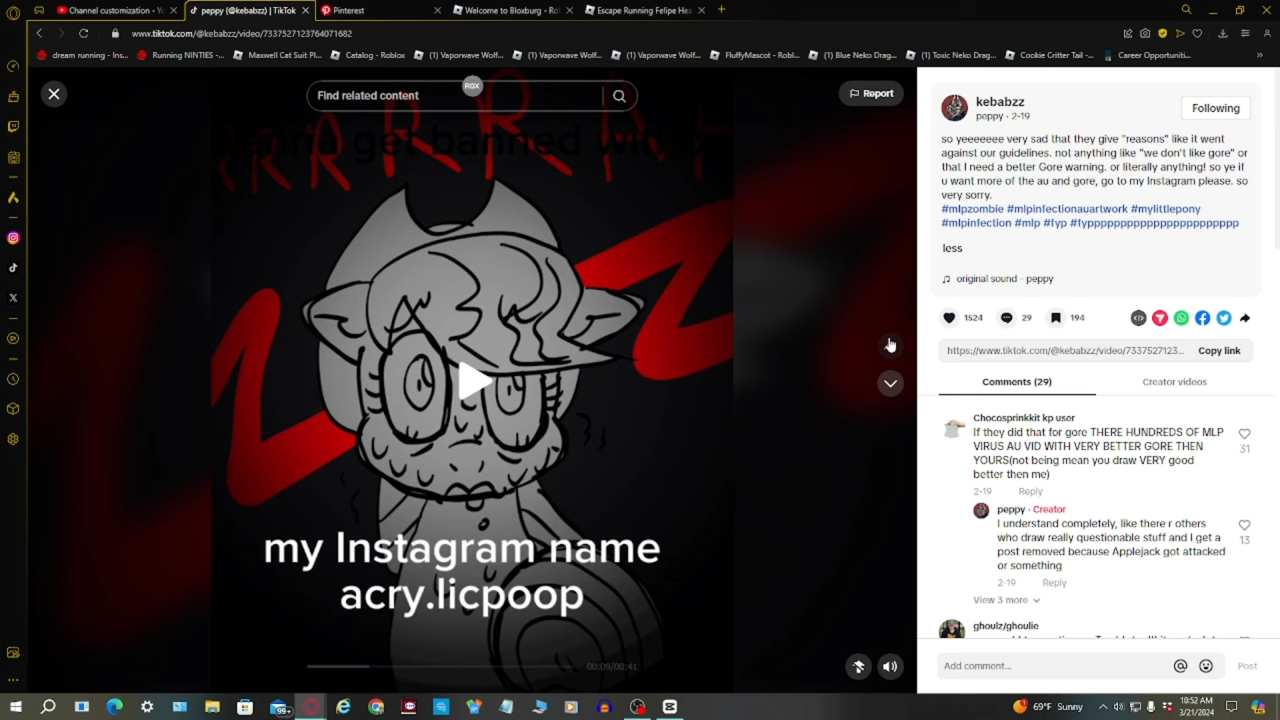 Channel customization - Yo
peppy (@kebabzz) | TikTok
Pinterest
Welcome to Bloxburg - Ro
Escape Running Felipe Hea
www.tiktok.com/@kebabzz/video/7337527123764071682
dream running - Ins...
Running NINTIES -...
Maxwell Cat Suit Pl...
Catalog - Roblox
(1) Vaporwave Wolf...
(1) Vaporwave Wolf...
(1) Vaporwave Wolf...
FluffyMascot - Robl...
(1) Blue Neko Drag...
(1) Toxic Neko Drag...
Cookie Critter Tail -...
Career Opportuniti...
Find related content
RGX
Report
get banned
my Instagram name
acry.licpoop
00:09/00:41
kebabzz
peppy · 2-19
Following
so yeeeeeee very sad that they give "reasons" like it went
against our guidelines. not anything like "we don't like gore" or
that I need a better Gore warning. or literally anything! so ye if
u want more of the au and gore, go to my Instagram please. so
very sorry.
#mlpzombie #mlpinfectionauartwork #mylittlepony
#mlpinfection #mlp #fyp #fypppppppppppppppppppppppp
less
original sound - peppy
1524
29
194
https://www.tiktok.com/@kebabzz/video/7337527123...
Copy link
Comments (29)
Creator videos
Chocosprinkkit kp user
If they did that for gore THERE HUNDREDS OF MLP
VIRUS AU VID WITH VERY BETTER GORE THEN
YOURS(not being mean you draw VERY good
better then me)
31
2-19 Reply
peppy · Creator
I understand completely, like there r others
who draw really questionable stuff and I get a
post removed because Applejack got attacked
or something
13
2-19 Reply
View 3 more
ghoulz/ghoulie
Add comment...
Post
99+
69°F Sunny
10:52 AM
3/21/2024